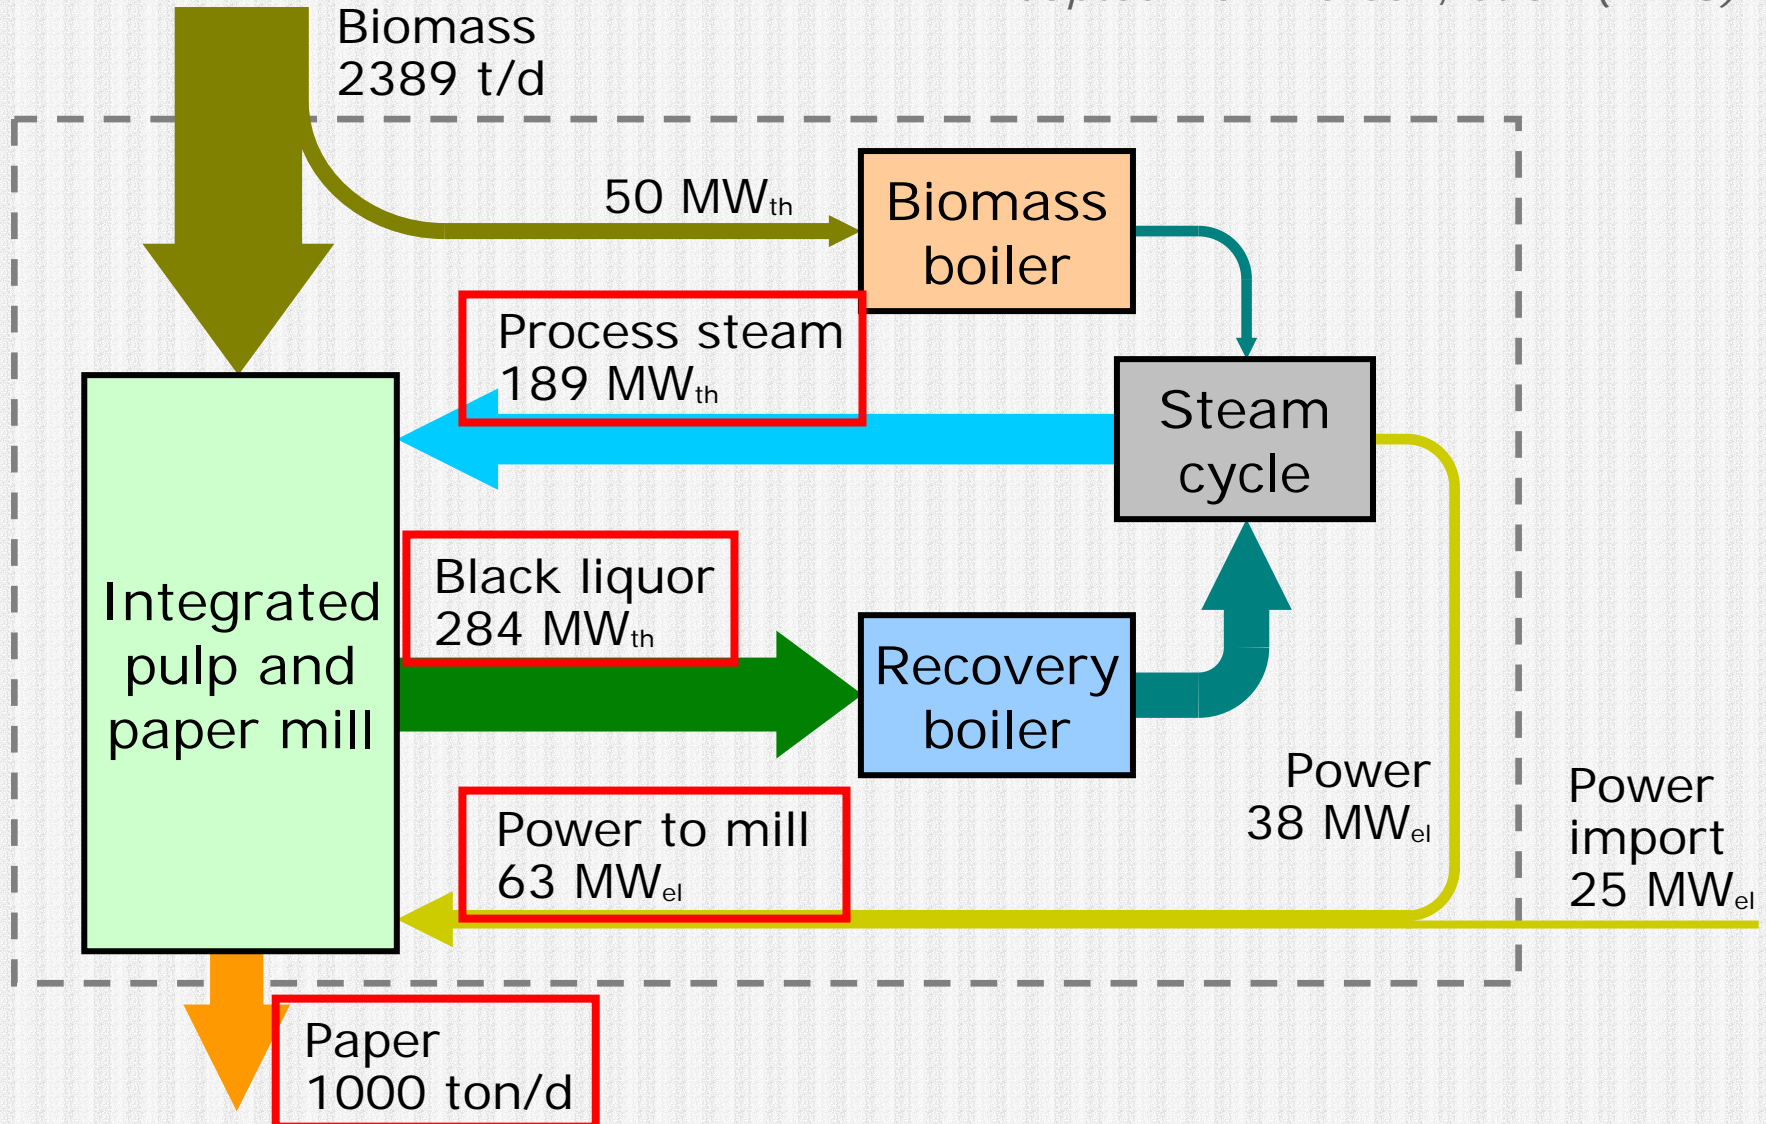 Biomass
2389 t/d
50 MWth
Biomass
boiler
Process steam
189 MWth
Steam
cycle
Black liquor
284 MWth
Integrated
pulp and
paper mill
Recovery
boiler
Power
38 MWel
Power
import
25 MWel
Power to mill
63 MWel
Paper
1000 ton/d